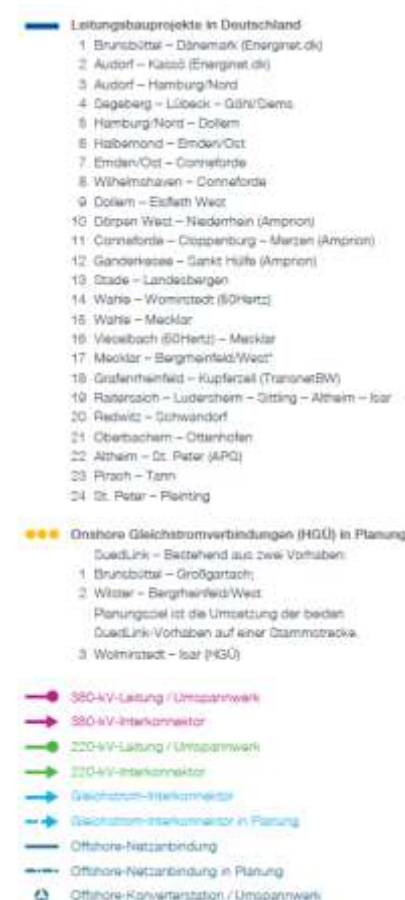 Leitungsbauprojekte in Deutschland
1 Brunsbüttel – Dänemark (Energinet.dk)
2 Audorf – Kassö (Energinet.dk)
3 Audorf – Hamburg/Nord
4 Segeberg – Lübeck – Göhl/Siems
5 Hamburg/Nord – Dollern
6 Halbemond – Emden/Ost
7 Emden/Ost – Conneforde
8 Wilhelmshaven – Conneforde
9 Dollern – Elsfleth West
10 Dörpen West – Niederrhein (Amprion)
11 Conneforde – Cloppenburg – Merzen (Amprion)
12 Ganderkesee – Sankt Hülfe (Amprion)
13 Stade – Landesbergen
14 Wahle – Wolmirstedt (50Hertz)
15 Wahle – Mecklar
16 Vieselbach (50Hertz) – Mecklar
17 Mecklar – Bergrheinfeld/West*
18 Grafenrheinfeld – Kupferzell (TransnetBW)
19 Raitersaich – Ludersheim – Sittling – Altheim – Isar
20 Redwitz – Schwandorf
21 Oberbachern – Ottenhofen
22 Altheim – St. Peter (APG)
23 Pirach – Tann
24 St. Peter – Pleinting
Onshore Gleichstromverbindungen (HGÜ) in Planung
SuedLink – Bestehend aus zwei Vorhaben:
1 Brunsbüttel – Großgartach;
2 Wilster – Bergrheinfeld/West
Planungsziel ist die Umsetzung der beiden
SuedLink-Vorhaben auf einer Stammstrecke.
3 Wolmirstedt – Isar (HGÜ)
380-kV-Leitung / Umspannwerk
380-kV-Interkonnektor
220-kV-Leitung / Umspannwerk
220-kV-Interkonnektor
Gleichstrom-Interkonnektor
Gleichstrom-Interkonnektor in Planung
Offshore-Netzanbindung
Offshore-Netzanbindung in Planung
Offshore-Konverterstation / Umspannwerk